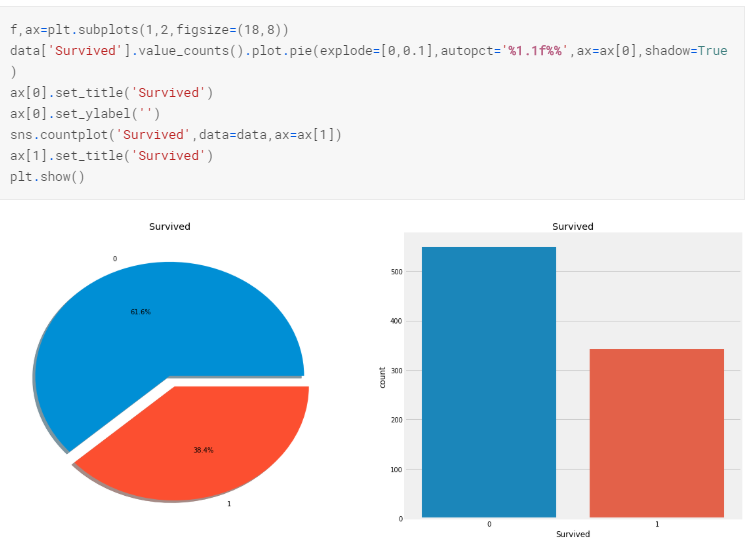 f,ax=plt.subplots(1,2,figsize=(18,8))
data['Survived'].value_counts().plot.pie(explode=[0,0.1],autopct='%1.1f%%',ax=ax[0],shadow=True
)
ax[0].set_title('Survived')
ax[0].set_ylabel('')
sns.countplot('Survived',data=data,ax=ax[1])
ax[1].set_title('Survived')
plt.show()
Survived
0
61.6%
38.4%
1
Survived
500
400
300
200
100
0
count
0
1
Survived